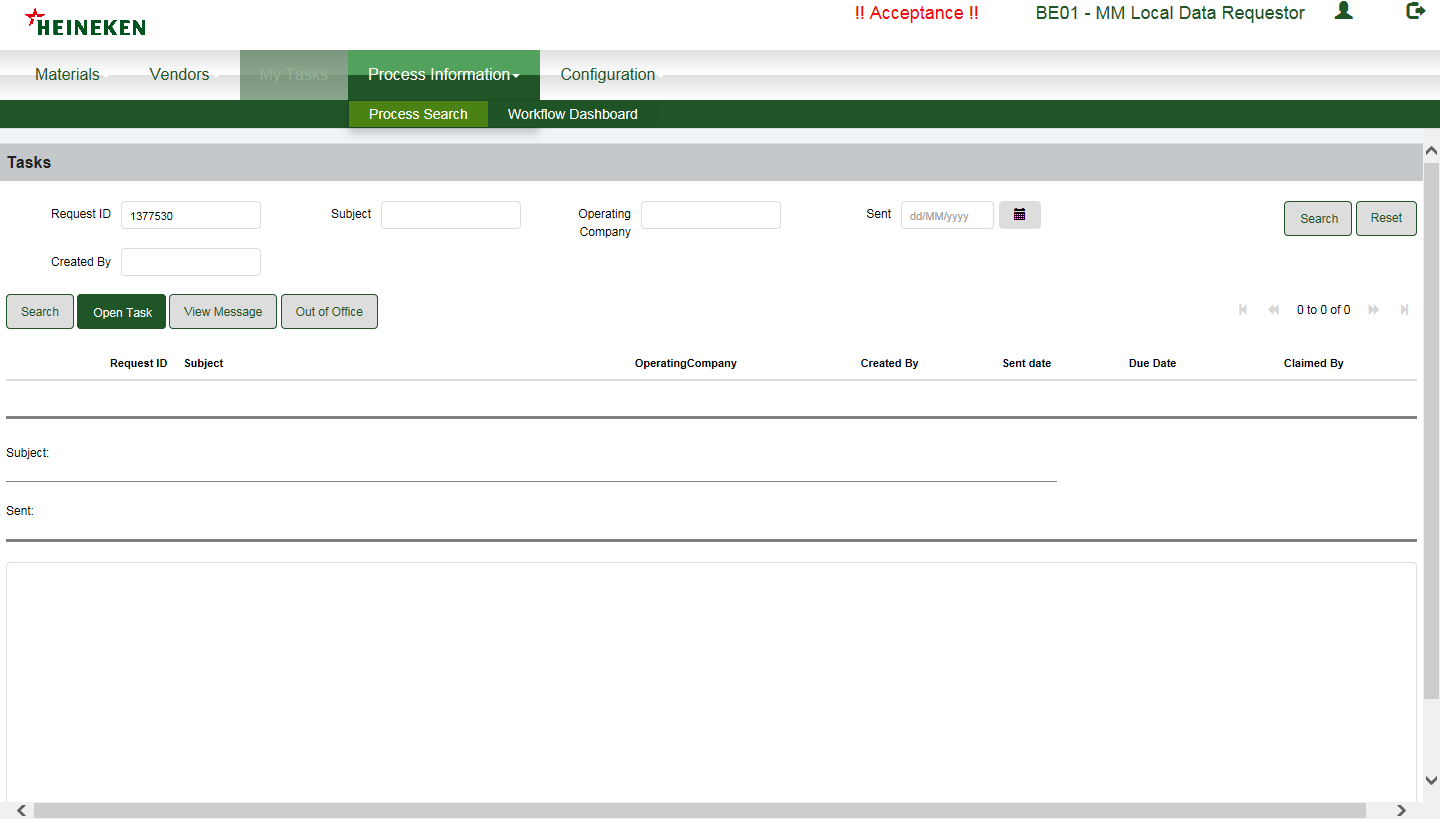 HEINEKEN
!! Acceptance !!
BE01 - MM Local Data Requestor
Materials
Vendors
My Tasks
Process Information
Configuration
Process Search
Workflow Dashboard
Tasks
Request ID
1377530
Subject
Operating
Company
Sent
dd/MM/yyyy
Search
Reset
Created By
Search
Open Task
View Message
Out of Office
0 to 0 of 0
Request ID
Subject
OperatingCompany
Created By
Sent date
Due Date
Claimed By
Subject:
Sent: